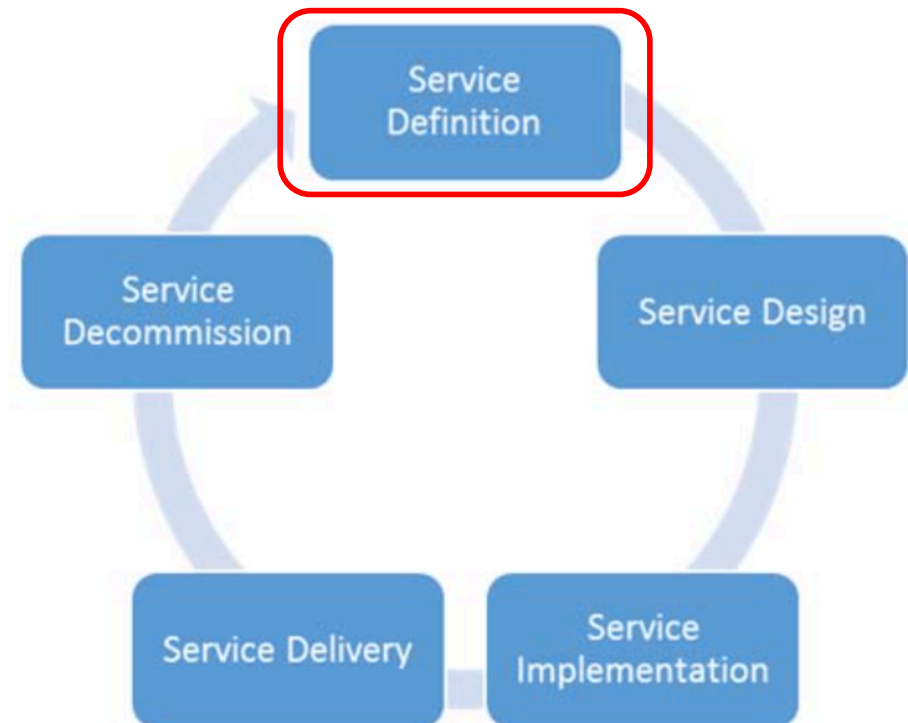 Service
Definition
Service Design
Service
Implementation
Service Delivery
Service
Decommission